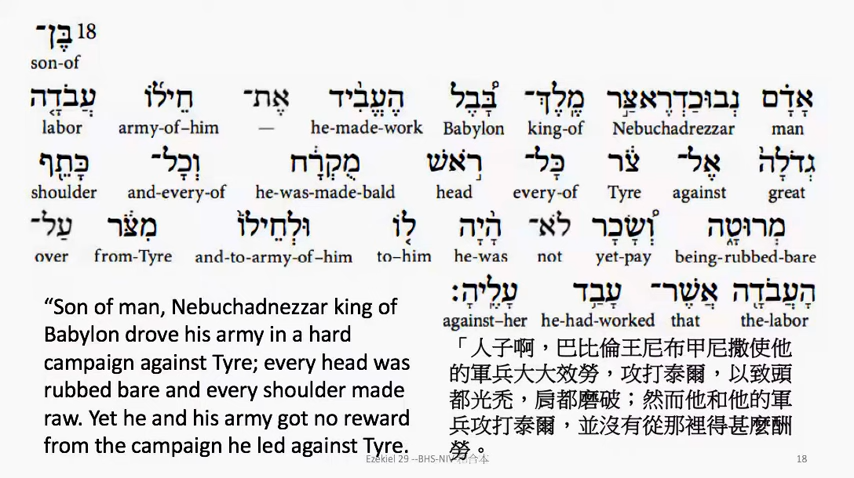 18 בֶּן־
son-of
אָדָ֗ם נְבוּכַדְרֶאצַּ֣ר מֶֽלֶךְ־ בָּ֠בֶל הֶעֱבִ֨יד אֶת־ חֵיל֜וֹ עֲבֹדָ֤ה
labor army-of–him — he-made-work Babylon king-of Nebuchadrezzar man
גְדֹלָה֙ אֶל־ צֹ֔ר כָּל־ רֹ֣אשׁ מֻקְרָ֔ח וְכָל־ כָּתֵ֖ף
shoulder and-every-of he-was-made-bald head every-of Tyre against great
מְרוּטָ֑ה וְ֠שָׂכָר לֹא־ הָ֨יָה ל֤וֹ וּלְחֵילוֹ֙ מִצֹּ֔ר עַל־
over from-Tyre and-to-army-of–him to–him he-was not yet-pay being-rubbed-bare
הָעֲבֹדָ֖ה אֲשֶׁר־ עָבַ֥ד עָלֶֽיהָ׃
against–her he-had-worked that the-labor
“Son of man, Nebuchadnezzar king of
Babylon drove his army in a hard
campaign against Tyre; every head was
rubbed bare and every shoulder made
raw. Yet he and his army got no reward
from the campaign he led against Tyre.
「人子啊，巴比倫王尼布甲尼撒使他
的軍兵大大效勞，攻打泰爾，以致頭
都光禿，肩都磨破；然而他和他的軍
兵攻打泰爾，並沒有從那裡得甚麼酬
勞。
Ezekiel 29 --BHS-NIV-和合本
18